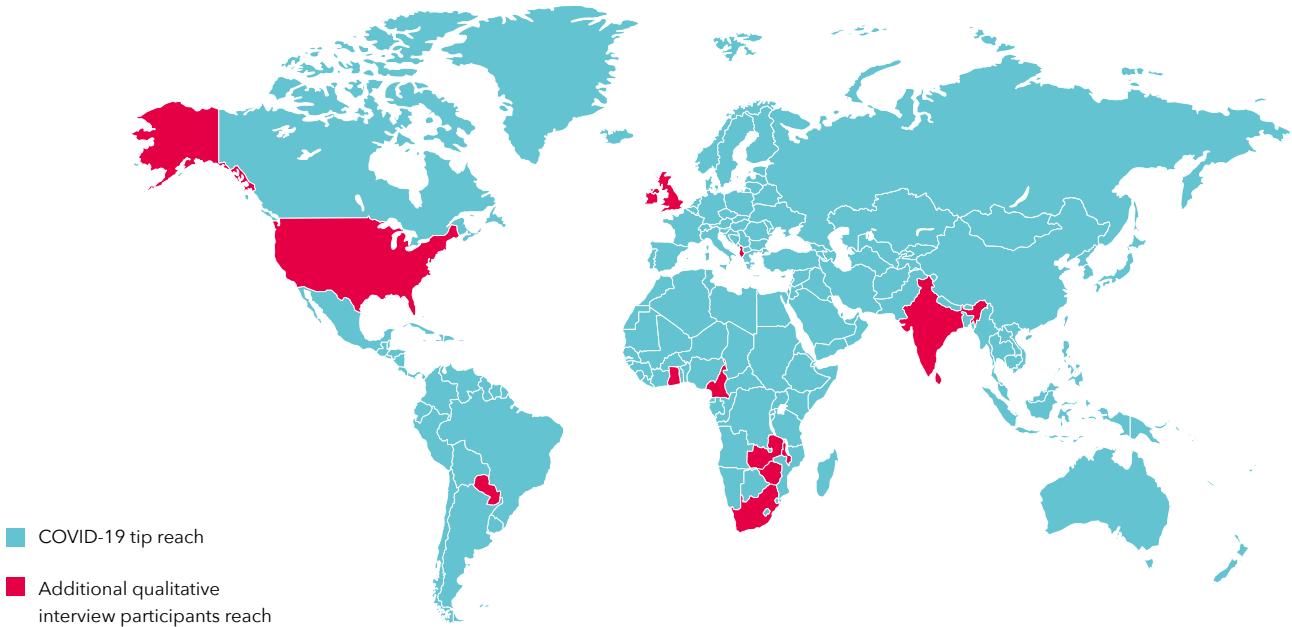 COVID-19 tip reach
Additional qualitative
interview participants reach